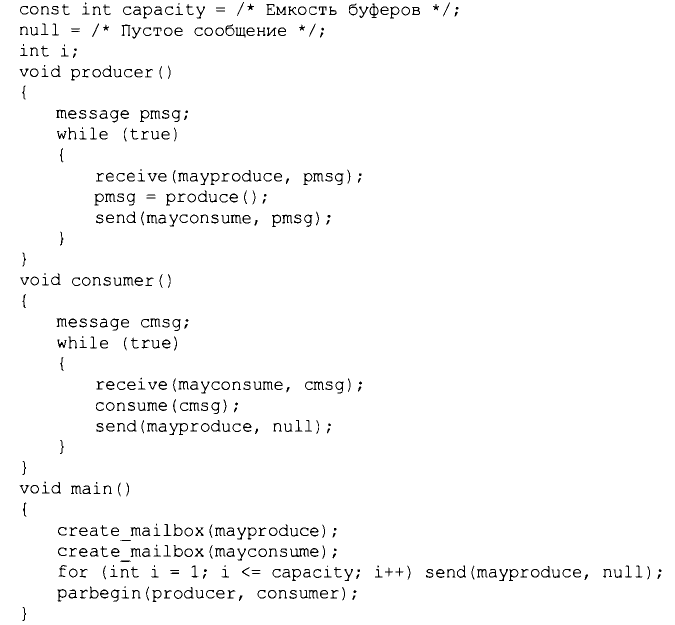 const int capacity = /* Емкость буферов */;
null = /* Пустое сообщение */;
int i;
void producer()
{
message pmsg;
while (true)
{
receive(mayproduce, pmsg);
pmsg = produce();
send(mayconsume, pmsg);
}
}
void consumer()
{
message cmsg;
while (true)
{
receive(mayconsume, cmsg);
consume(cmsg);
send(mayproduce, null);
}
}
void main()
{
create_mailbox(mayproduce);
create_mailbox(mayconsume);
for (int i = 1; i <= capacity; i++) send(mayproduce, null);
parbegin(producer, consumer);
}